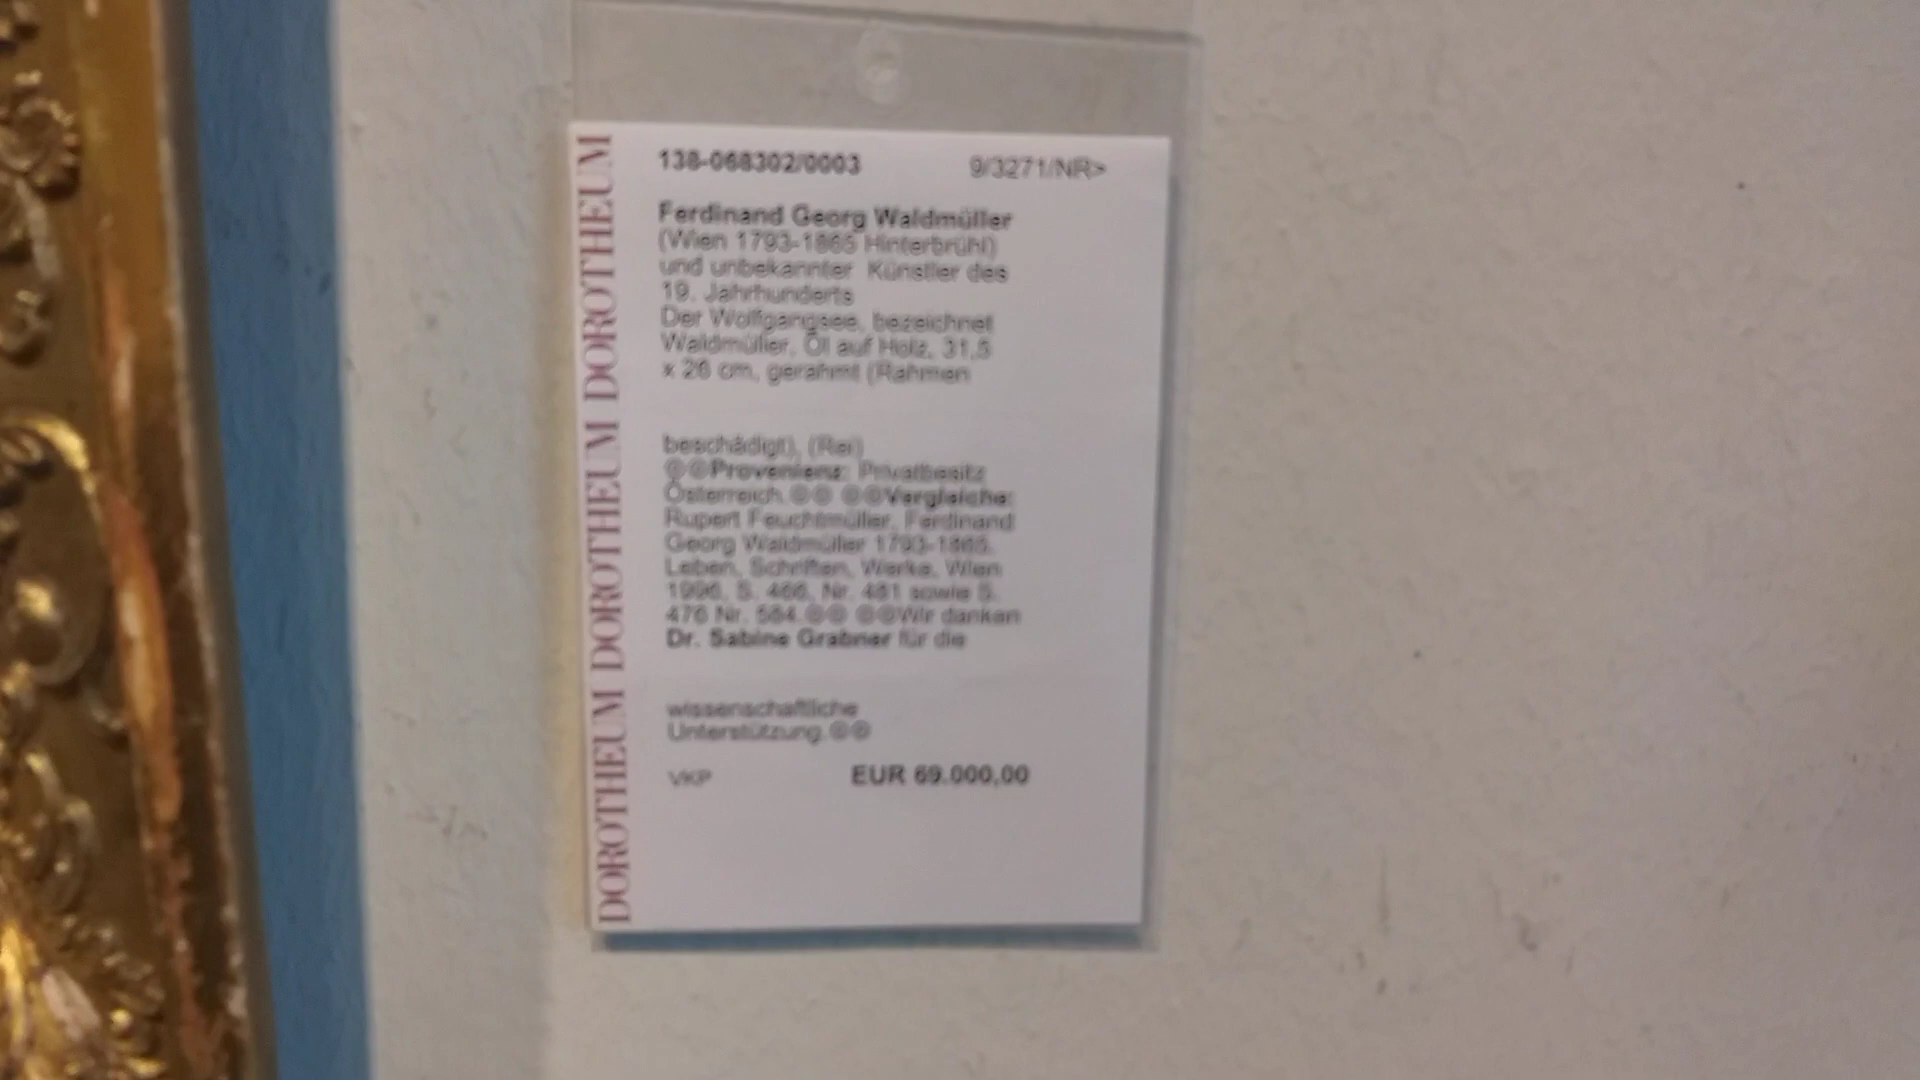 DOROTHEUM DOROTHEUM DOROTHEUM DOROTHEUM
138-068302/0003 9/3271/NR>
Ferdinand Georg Waldmüller
(Wien 1793-1865 Hinterbrühl)
und unbekannter Künstler des
19. Jahrhunderts
Der Wolfgangsee, bezeichnet
Waldmüller, Öl auf Holz, 31,5
x 26 cm, gerahmt (Rahmen
beschädigt), (Rei)
@@Provenienz: Privatbesitz
Österreich.@@ @@Vergleiche:
Rupert Feuchtmüller, Ferdinand
Georg Waldmüller 1793-1865.
Leben, Schriften, Werke, Wien
1996, S. 466, Nr. 481 sowie S.
476 Nr. 584.@@ @@Wir danken
Dr. Sabine Grabner für die
wissenschaftliche
Unterstützung.@@
VKP EUR 69.000,00